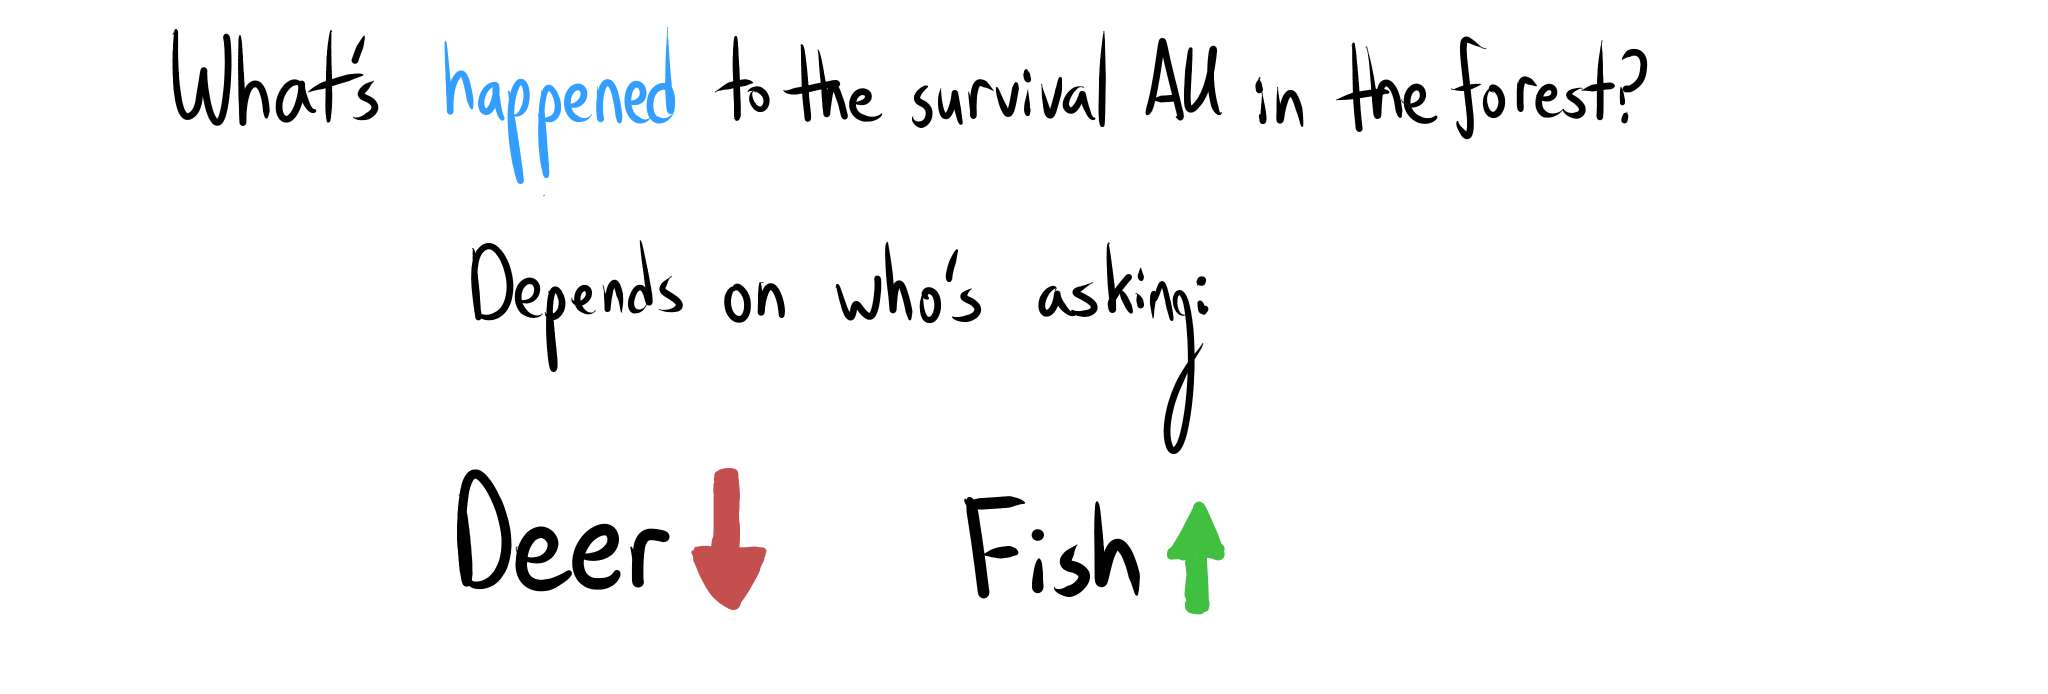 What's happened to the survival AU in the forest?
Depends on who's asking:
Deer Fish